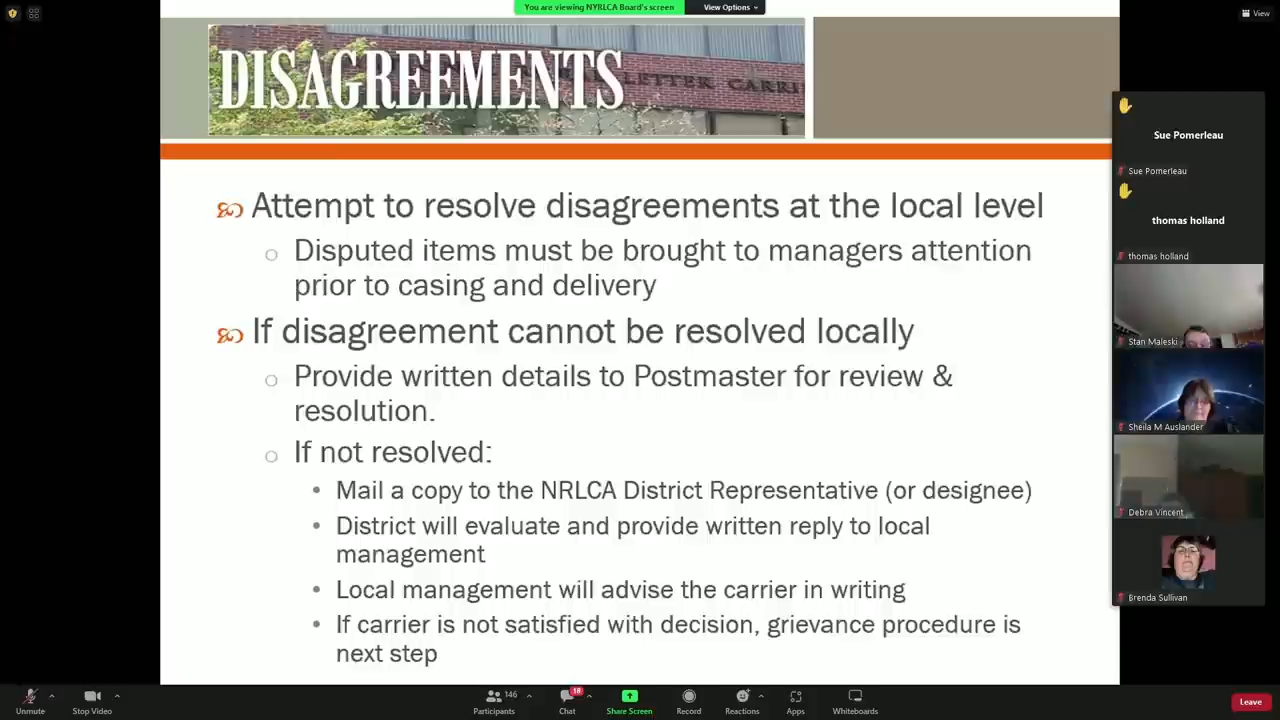 You are viewing NYRLCA Board's screen
View Options
View
DISAGREEMENTS
LETTER CARRI
Attempt to resolve disagreements at the local level
Disputed items must be brought to managers attention
prior to casing and delivery
If disagreement cannot be resolved locally
Provide written details to Postmaster for review &
resolution.
If not resolved:
Mail a copy to the NRLCA District Representative (or designee)
District will evaluate and provide written reply to local
management
Local management will advise the carrier in writing
If carrier is not satisfied with decision, grievance procedure is
next step
Sue Pomerleau
Sue Pomerleau
thomas holland
thomas holland
Stan Maleski
Sheila M Auslander
Debra Vincent
Brenda Sullivan
Unmute
Stop Video
146
Participants
18
Chat
Share Screen
Record
Reactions
Apps
Whiteboards
Leave